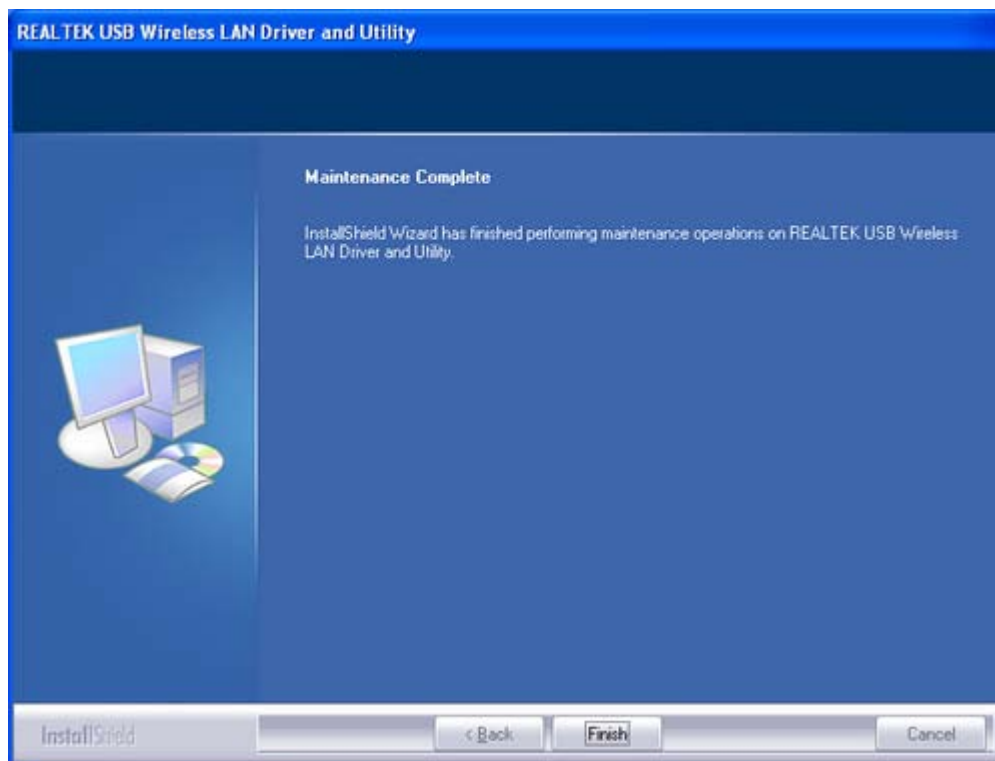 REALTEK USB Wireless LAN Driver and Utility
Maintenance Complete
InstallShield Wizard has finished performing maintenance operations on REALTEK USB Wireless
LAN Driver and Utility.
InstallShield
< Back
Finish
Cancel